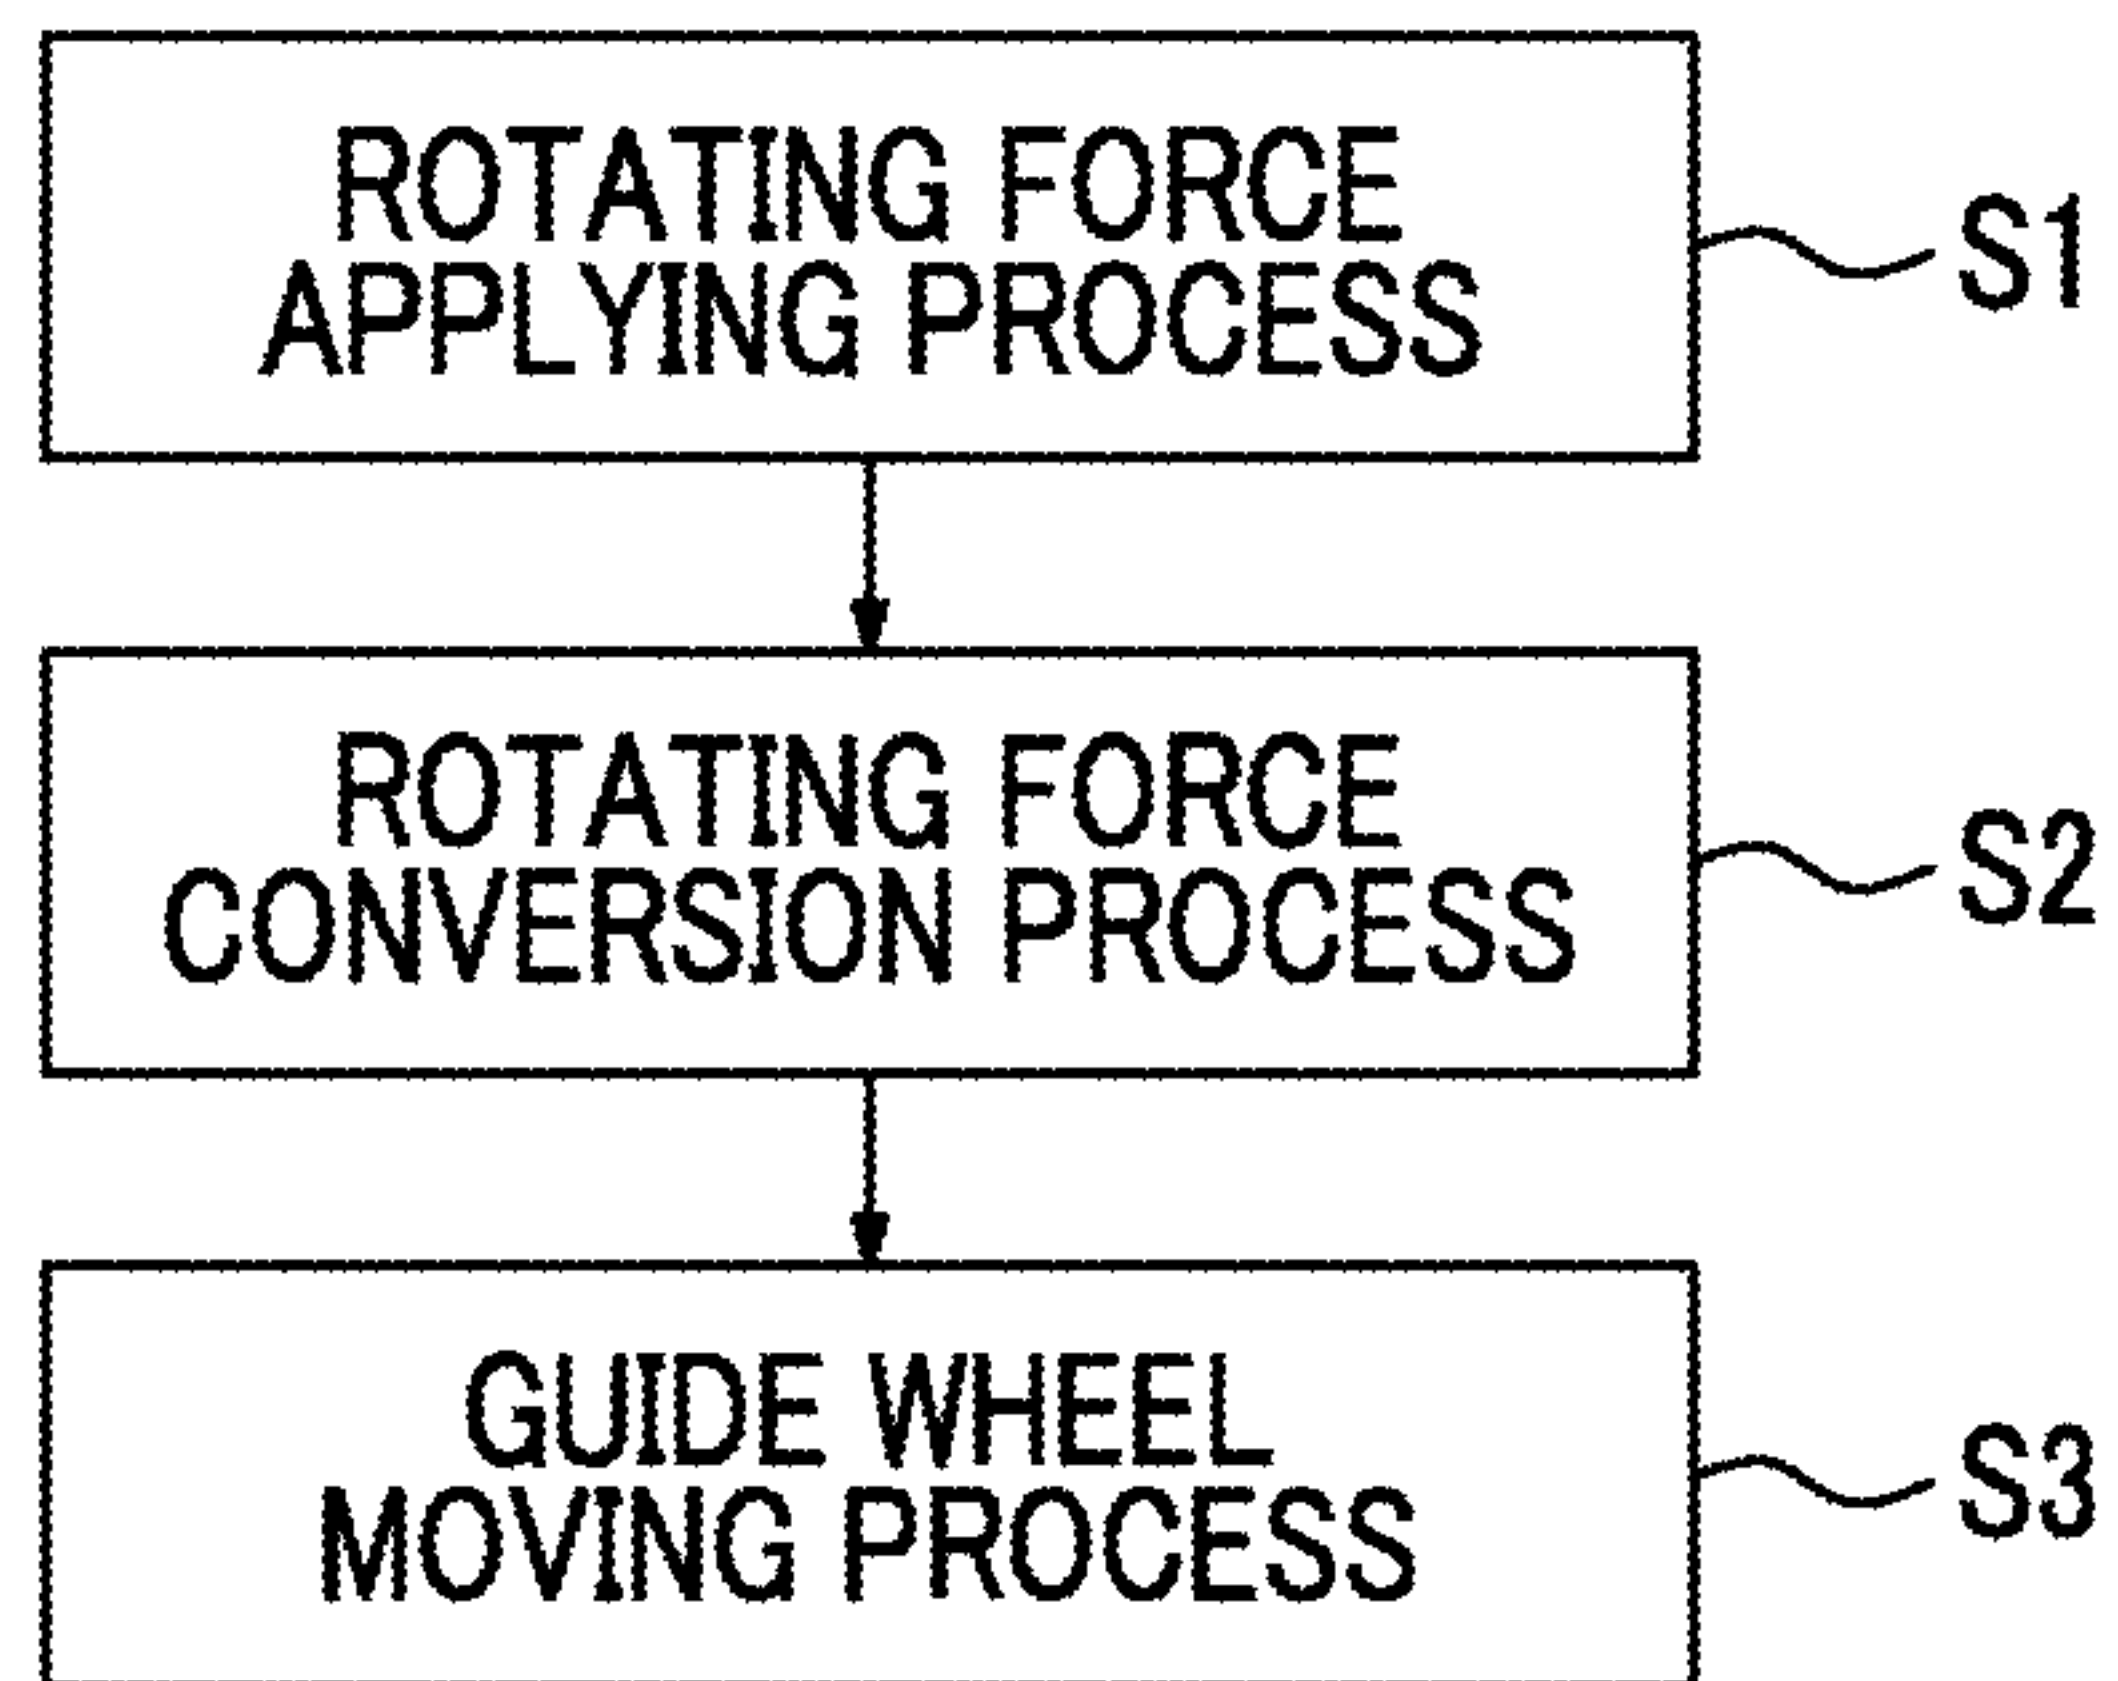 ROTATING FORCE
APPLYING PROCESS
S1
ROTATING FORCE
CONVERSION PROCESS
S2
GUIDE WHEEL
MOVING PROCESS
S3